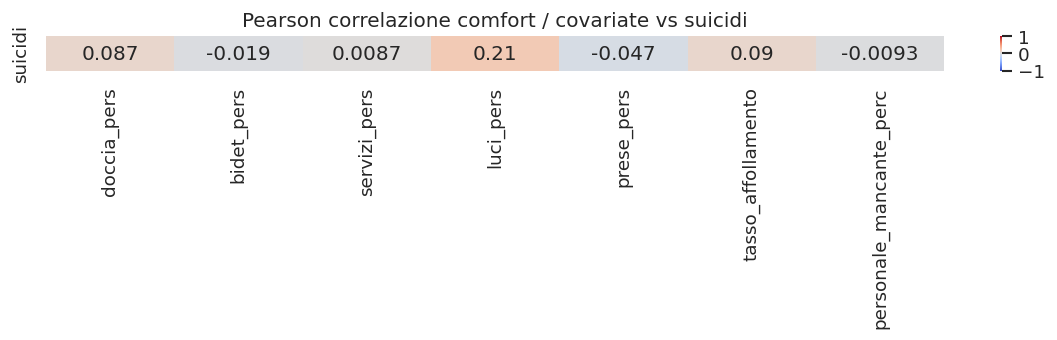 Pearson correlazione comfort / covariate vs suicidi
suicidi
0.087 -0.019 0.0087 0.21 -0.047 0.09 -0.0093
1
0
−1
doccia_pers
bidet_pers
servizi_pers
luci_pers
prese_pers
tasso_affollamento
personale_mancante_perc